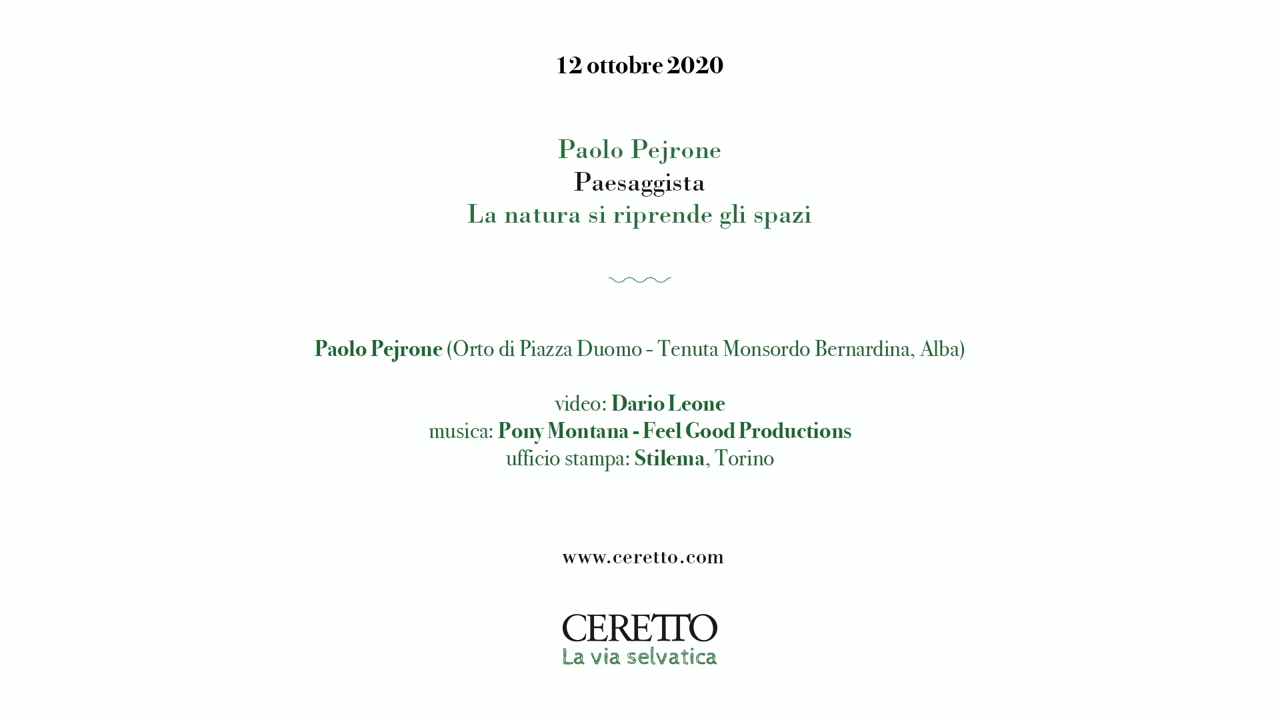 12 ottobre 2020
Paolo Pejrone
Paesaggista
La natura si riprende gli spazi
Paolo Pejrone (Orto di Piazza Duomo - Tenuta Monsordo Bernardina, Alba)
video: Dario Leone
musica: Pony Montana - Feel Good Productions
ufficio stampa: Stilema, Torino
www.ceretto.com
CERETTO
La via selvatica